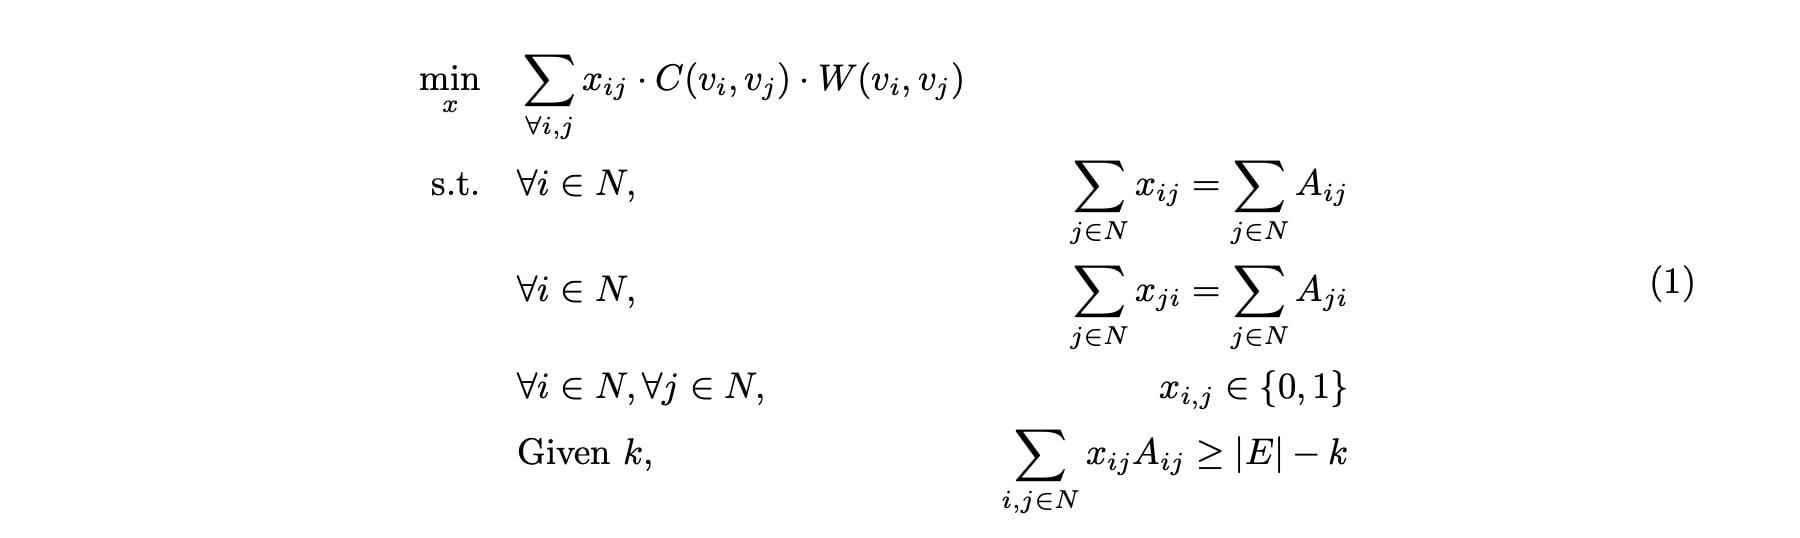 min_x ∑_{∀i,j} x_{ij} · C(v_i, v_j) · W(v_i, v_j)
s.t. ∀i ∈ N, ∑_{j∈N} x_{ij} = ∑_{j∈N} A_{ij}
∀i ∈ N, ∑_{j∈N} x_{ji} = ∑_{j∈N} A_{ji} (1)
∀i ∈ N, ∀j ∈ N, x_{i,j} ∈ {0, 1}
Given k, ∑_{i,j∈N} x_{ij}A_{ij} ≥ |E| − k